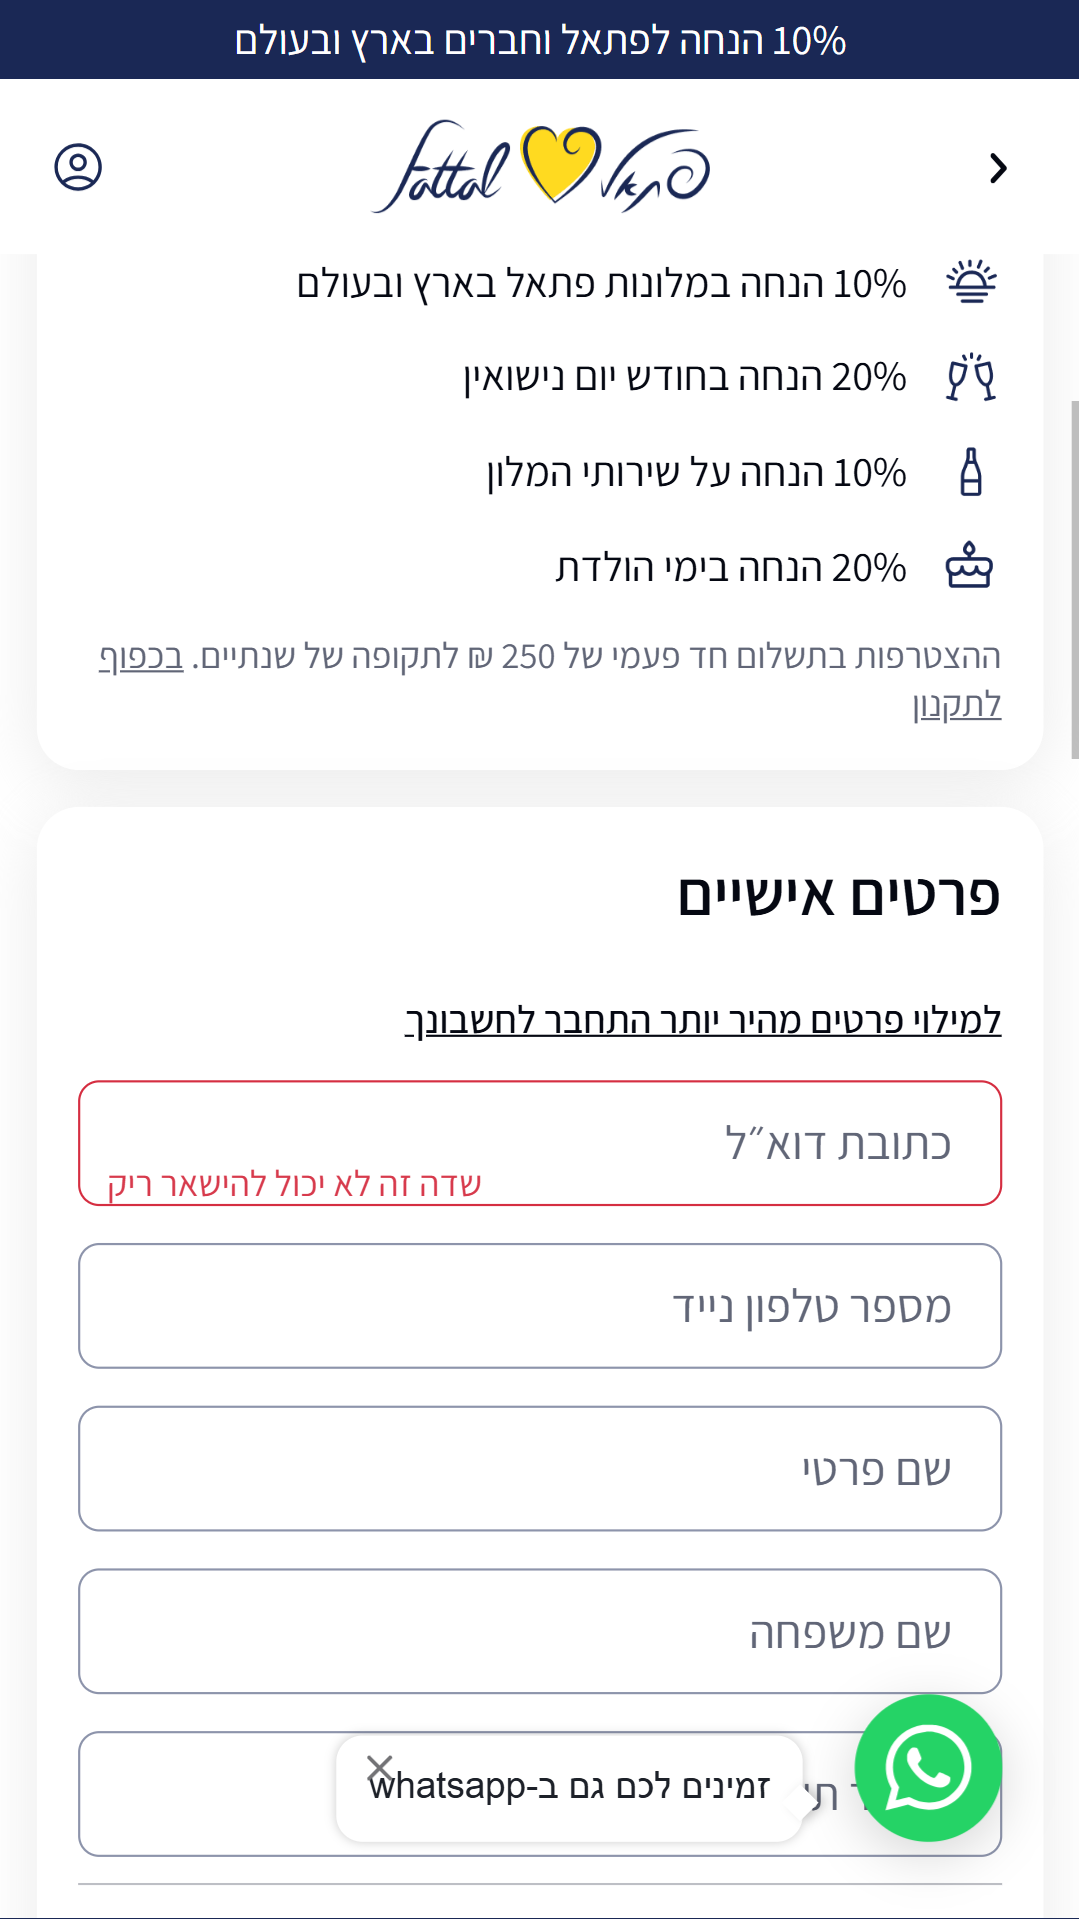 10% הנחה לפתאל וחברים בארץ ובעולם
fattal פתאל
10% הנחה במלונות פתאל בארץ ובעולם
20% הנחה בחודש יום נישואין
10% הנחה על שירותי המלון
20% הנחה בימי הולדת
ההצטרפות בתשלום חד פעמי של 250 ₪ לתקופה של שנתיים. בכפוף
לתקנון
פרטים אישיים
למילוי פרטים מהיר יותר התחבר לחשבונך
כתובת דוא״ל
שדה זה לא יכול להישאר ריק
מספר טלפון נייד
שם פרטי
שם משפחה
זמינים לכם גם ב-whatsapp